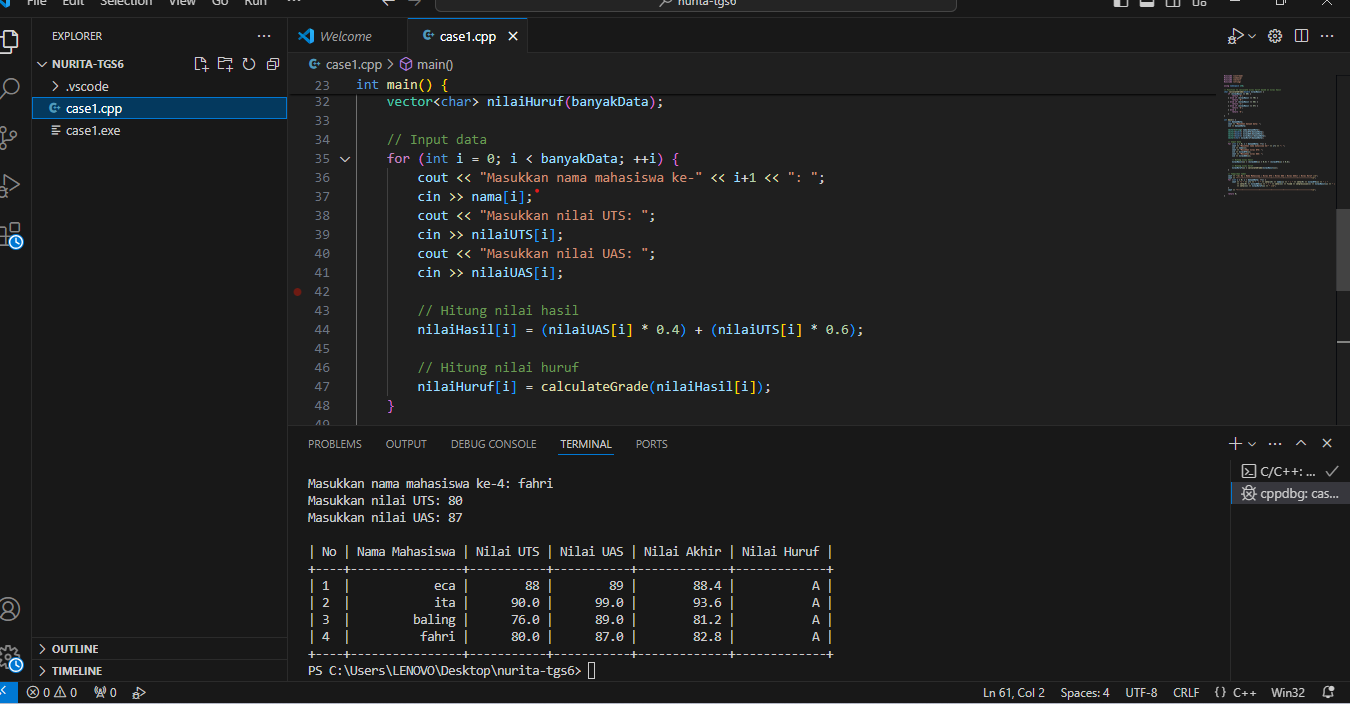 File Edit Selection View Go Run ···
nurita-tgs6
EXPLORER ···
NURITA-TGS6
.vscode
case1.cpp
case1.exe
OUTLINE
TIMELINE
Welcome
case1.cpp
case1.cpp > main()
23 int main() {
32 vector<char> nilaiHuruf(banyakData);
33
34 // Input data
35 for (int i = 0; i < banyakData; ++i) {
36 cout << "Masukkan nama mahasiswa ke-" << i+1 << ": ";
37 cin >> nama[i];
38 cout << "Masukkan nilai UTS: ";
39 cin >> nilaiUTS[i];
40 cout << "Masukkan nilai UAS: ";
41 cin >> nilaiUAS[i];
42
43 // Hitung nilai hasil
44 nilaiHasil[i] = (nilaiUAS[i] * 0.4) + (nilaiUTS[i] * 0.6);
45
46 // Hitung nilai huruf
47 nilaiHuruf[i] = calculateGrade(nilaiHasil[i]);
48 }
49
PROBLEMS OUTPUT DEBUG CONSOLE TERMINAL PORTS
Masukkan nama mahasiswa ke-4: fahri
Masukkan nilai UTS: 80
Masukkan nilai UAS: 87
| No | Nama Mahasiswa | Nilai UTS | Nilai UAS | Nilai Akhir | Nilai Huruf |
+----+----------------+-----------+-----------+-------------+-------------+
| 1 | eca | 88 | 89 | 88.4 | A |
| 2 | ita | 90.0 | 99.0 | 93.6 | A |
| 3 | baling | 76.0 | 89.0 | 81.2 | A |
| 4 | fahri | 80.0 | 87.0 | 82.8 | A |
+----+----------------+-----------+-----------+-------------+-------------+
PS C:\Users\LENOVO\Desktop\nurita-tgs6>
C/C++: ...
cppdbg: cas...
0 0 0
Ln 61, Col 2 Spaces: 4 UTF-8 CRLF {} C++ Win32